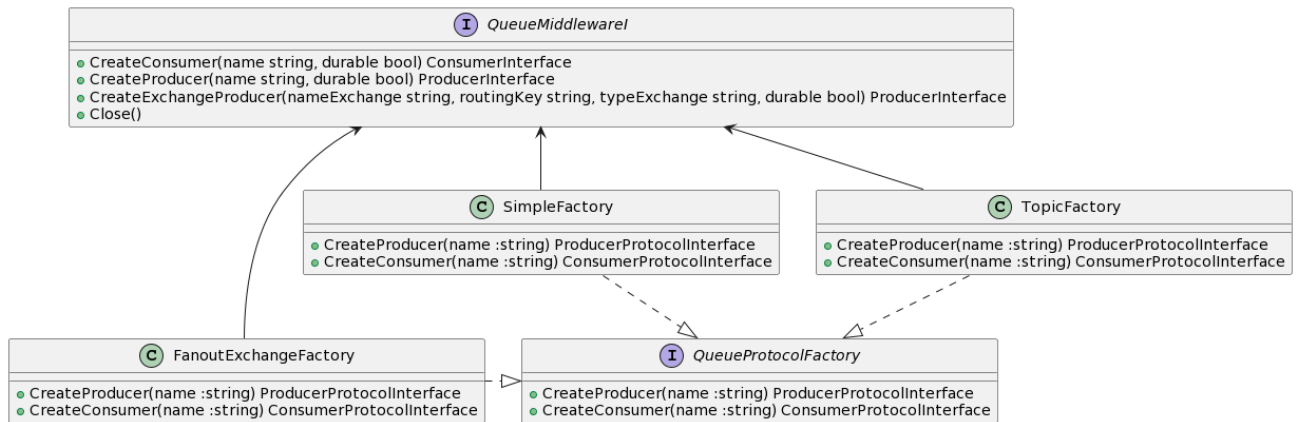 I QueueMiddlewareI
CreateConsumer(name string, durable bool) ConsumerInterface
CreateProducer(name string, durable bool) ProducerInterface
CreateExchangeProducer(nameExchange string, routingKey string, typeExchange string, durable bool) ProducerInterface
Close()
C SimpleFactory
CreateProducer(name :string) ProducerProtocolInterface
CreateConsumer(name :string) ConsumerProtocolInterface
C TopicFactory
CreateProducer(name :string) ProducerProtocolInterface
CreateConsumer(name :string) ConsumerProtocolInterface
C FanoutExchangeFactory
CreateProducer(name :string) ProducerProtocolInterface
CreateConsumer(name :string) ConsumerProtocolInterface
I QueueProtocolFactory
CreateProducer(name :string) ProducerProtocolInterface
CreateConsumer(name :string) ConsumerProtocolInterface